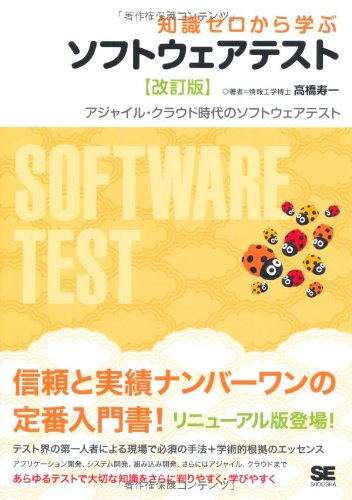 「著作権保護コンテンツ」
知識ゼロから学ぶ
ソフトウェアテスト
【改訂版】
◇著者=情報工学博士 高橋寿一
アジャイル・クラウド時代のソフトウェアテスト
SOFTWARE
TEST
信頼と実績ナンバーワンの
定番入門書! リニューアル版登場!
テスト界の第一人者による現場で必須の手法+学術的根拠のエッセンス
アプリケーション開発、システム開発、組み込み開発、さらにはアジャイル、クラウドまで
あらゆるテストで大切な知識をさらに判りやすく・学びやすく
SE
SHOEISHA
「著作権保護コンテンツ」